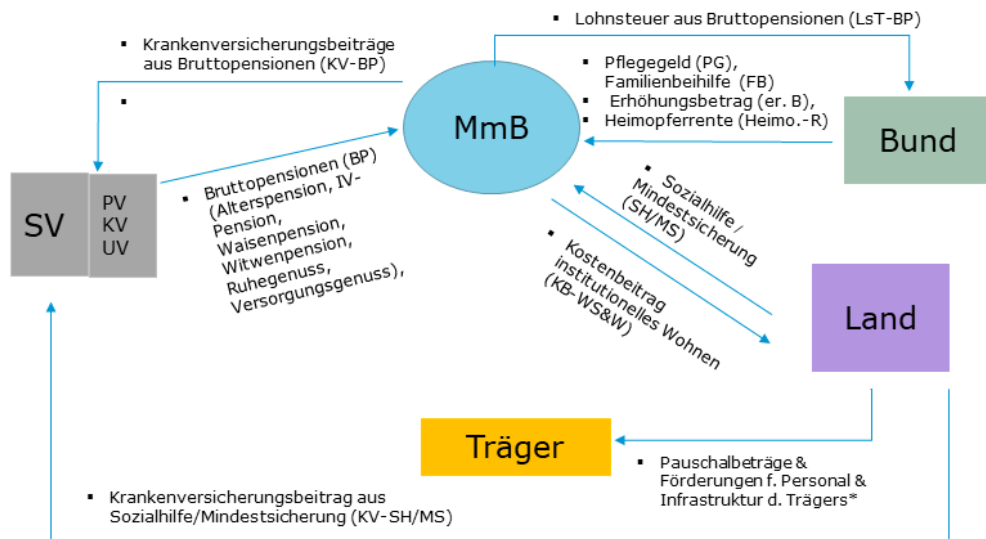 ▪ Lohnsteuer aus Bruttopensionen (LsT-BP)
▪ Krankenversicherungsbeiträge
aus Bruttopensionen (KV-BP)
▪
▪ Pflegegeld (PG),
Familienbeihilfe (FB)
▪ Erhöhungsbetrag (er. B),
▪ Heimopferrente (Heimo.-R)
MmB
Bund
SV
PV
KV
UV
▪ Bruttopensionen (BP)
(Alterspension, IV-
Pension,
Waisenpension,
Witwenpension,
Ruhegenuss,
Versorgungsgenuss),
▪ Sozialhilfe /
Mindestsicherung
(SH/MS)
▪ Kostenbeitrag
institutionelles Wohnen
(KB-WS&W)
Land
Träger
▪ Pauschalbeträge &
Förderungen f. Personal &
Infrastruktur d. Trägers*
▪ Krankenversicherungsbeitrag aus
Sozialhilfe/Mindestsicherung (KV-SH/MS)